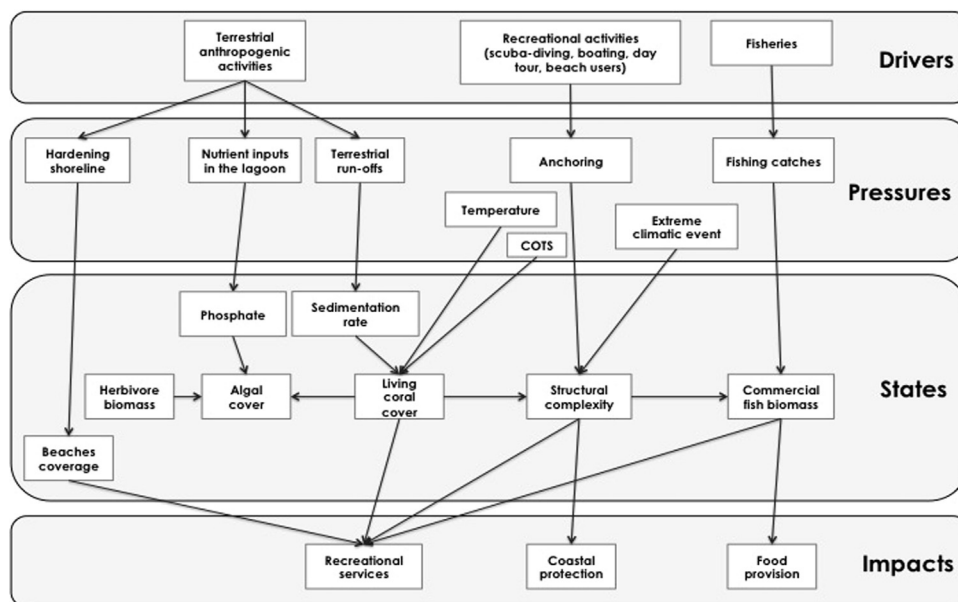 Terrestrial
anthropogenic
activities
Recreational activities
(scuba-diving, boating, day
tour, beach users)
Fisheries
Drivers
Hardening
shoreline
Nutrient inputs
in the lagoon
Terrestrial
run-offs
Anchoring
Fishing catches
Pressures
Temperature
COTS
Extreme
climatic event
Phosphate
Sedimentation
rate
Herbivore
biomass
Algal
cover
Living
coral
cover
Structural
complexity
Commercial
fish biomass
States
Beaches
coverage
Recreational
services
Coastal
protection
Food
provision
Impacts